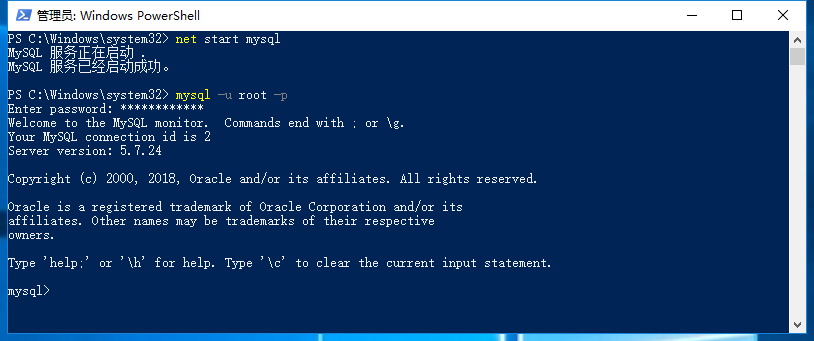 管理员: Windows PowerShell
PS C:\Windows\system32> net start mysql
MySQL 服务正在启动 .
MySQL 服务已经启动成功。
PS C:\Windows\system32> mysql -u root -p
Enter password: ************
Welcome to the MySQL monitor.  Commands end with ; or \g.
Your MySQL connection id is 2
Server version: 5.7.24
Copyright (c) 2000, 2018, Oracle and/or its affiliates. All rights reserved.
Oracle is a registered trademark of Oracle Corporation and/or its
affiliates. Other names may be trademarks of their respective
owners.
Type 'help;' or '\h' for help. Type '\c' to clear the current input statement.
mysql>